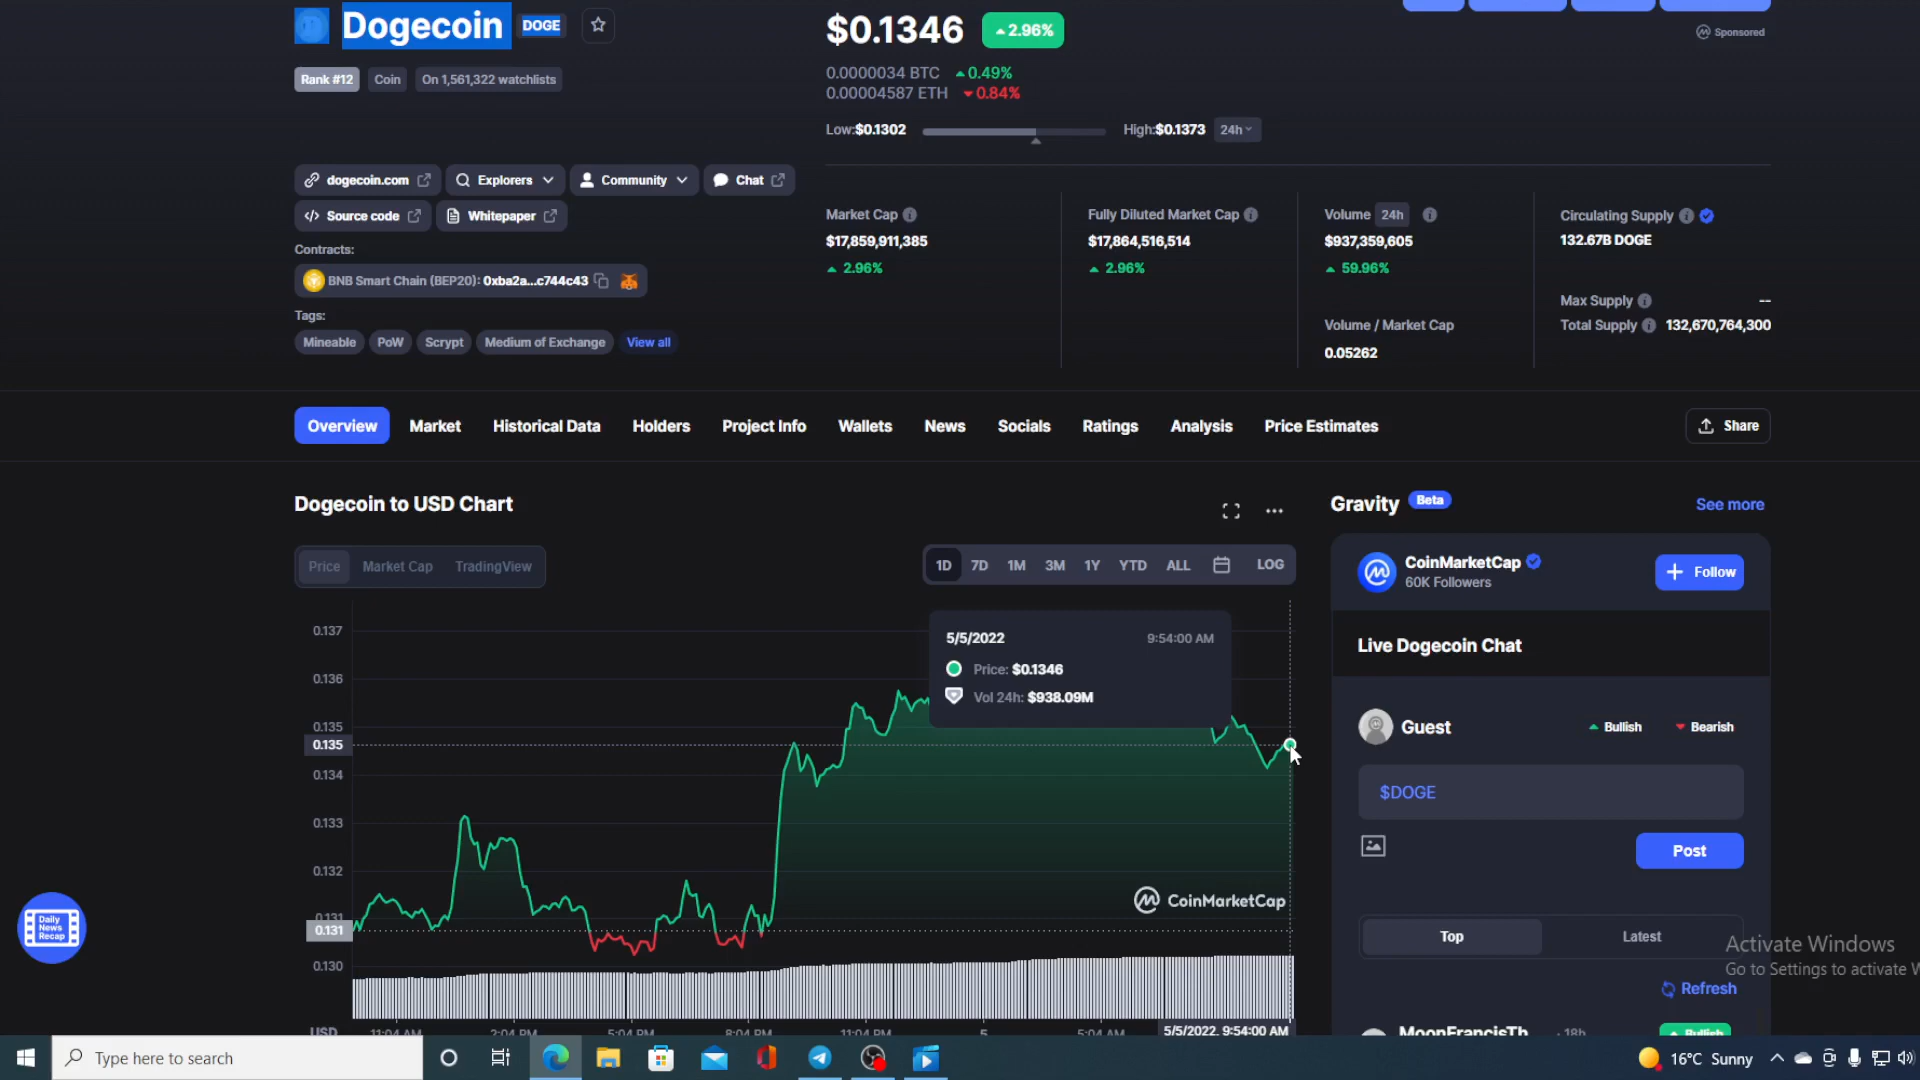 Dogecoin DOGE
Rank #12 Coin On 1,561,322 watchlists
$0.1346 2.96%
0.0000034 BTC 0.49%
0.00004587 ETH 0.84%
Low:$0.1302 High:$0.1373 24h
Sponsored
dogecoin.com Explorers Community Chat
Source code Whitepaper
Contracts:
BNB Smart Chain (BEP20): 0xba2a...c744c43
Tags:
Mineable PoW Scrypt Medium of Exchange View all
Market Cap
$17,859,911,385
2.96%
Fully Diluted Market Cap
$17,864,516,514
2.96%
Volume 24h
$937,359,605
59.96%
Volume / Market Cap
0.05262
Circulating Supply
132.67B DOGE
Max Supply --
Total Supply 132,670,764,300
Overview Market Historical Data Holders Project Info Wallets News Socials Ratings Analysis Price Estimates Share
Dogecoin to USD Chart
Price Market Cap TradingView
1D 7D 1M 3M 1Y YTD ALL LOG
5/5/2022 9:54:00 AM
Price: $0.1346
Vol 24h: $938.09M
0.137
0.136
0.135
0.135
0.134
0.133
0.132
0.131
0.131
0.130
CoinMarketCap
USD 11:04 AM 2:04 PM 5:04 PM 8:04 PM 11:04 PM 5 5:04 AM 5/5/2022, 9:54:00 AM
Gravity Beta See more
CoinMarketCap
60K Followers
Follow
Live Dogecoin Chat
Guest Bullish Bearish
$DOGE
Post
Top Latest
Refresh
MoonFrancisTh 18h Bullish
Daily
News
Recap
Activate Windows
Go to Settings to activate W
Type here to search
16°C Sunny